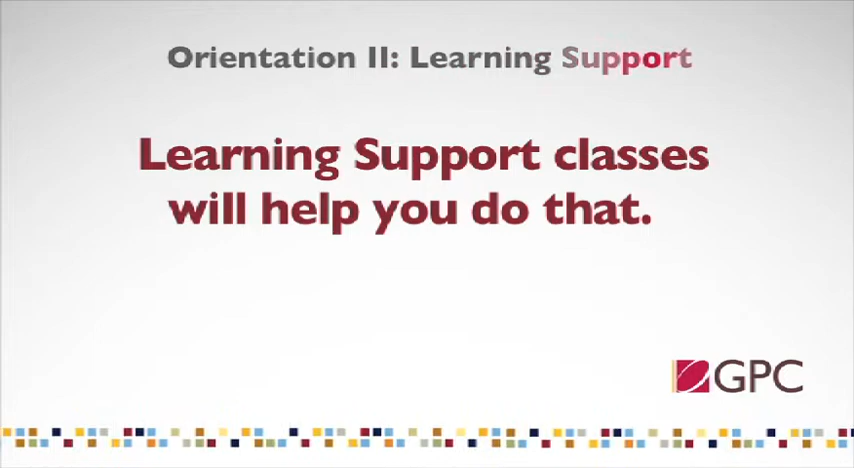 Orientation II: Learning Support
Learning Support classes
will help you do that.
GPC